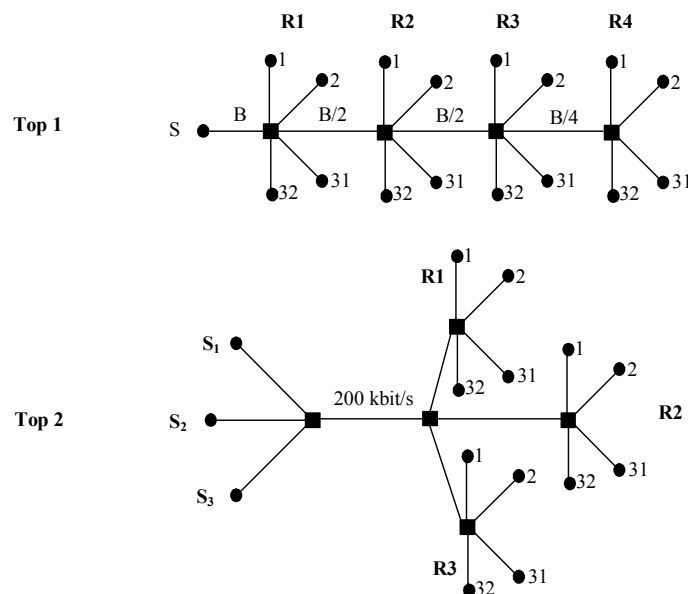 R1 R2 R3 R4
1 1 1 1
2 2 2 2
B B/2 B/2 B/4
Top 1 S
31 31 31 31
32 32 32 32
R1 1
2
1
S₁ 31 2
32
200 kbit/s
Top 2 S₂ R2
1
2 31
S₃ 32
31
R3 32